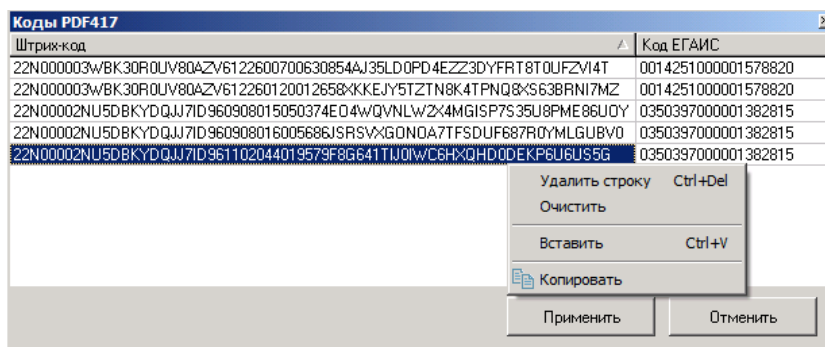 Коды PDF417
Штрих-код Код ЕГАИС
22N000003WBK30R0UV80AZV6122600700630854AJ35LD0PD4EZZ3DYFRT8T0UFZVI4T 0014251000001578820
22N000003WBK30R0UV80AZV612260120012658XKKEJY5TZTN8K4TPNQ8XS63BRNI7MZ 0014251000001578820
22N00002NU5DBKYDQJJ7ID960908015050374EO4WQVNLW2X4MGISP7S35U8PME86UOY 0350397000001382815
22N00002NU5DBKYDQJJ7ID960908016005686JSRSVXGONOA7TFSDUF687R0YMLGUBV0 0350397000001382815
22N00002NU5DBKYDQJJ7ID961102044019579F8G641TIJ0IWC6HXQHD0DEKP6U6US5G 0350397000001382815
Удалить строку Ctrl+Del
Очистить
Вставить Ctrl+V
Копировать
Применить Отменить